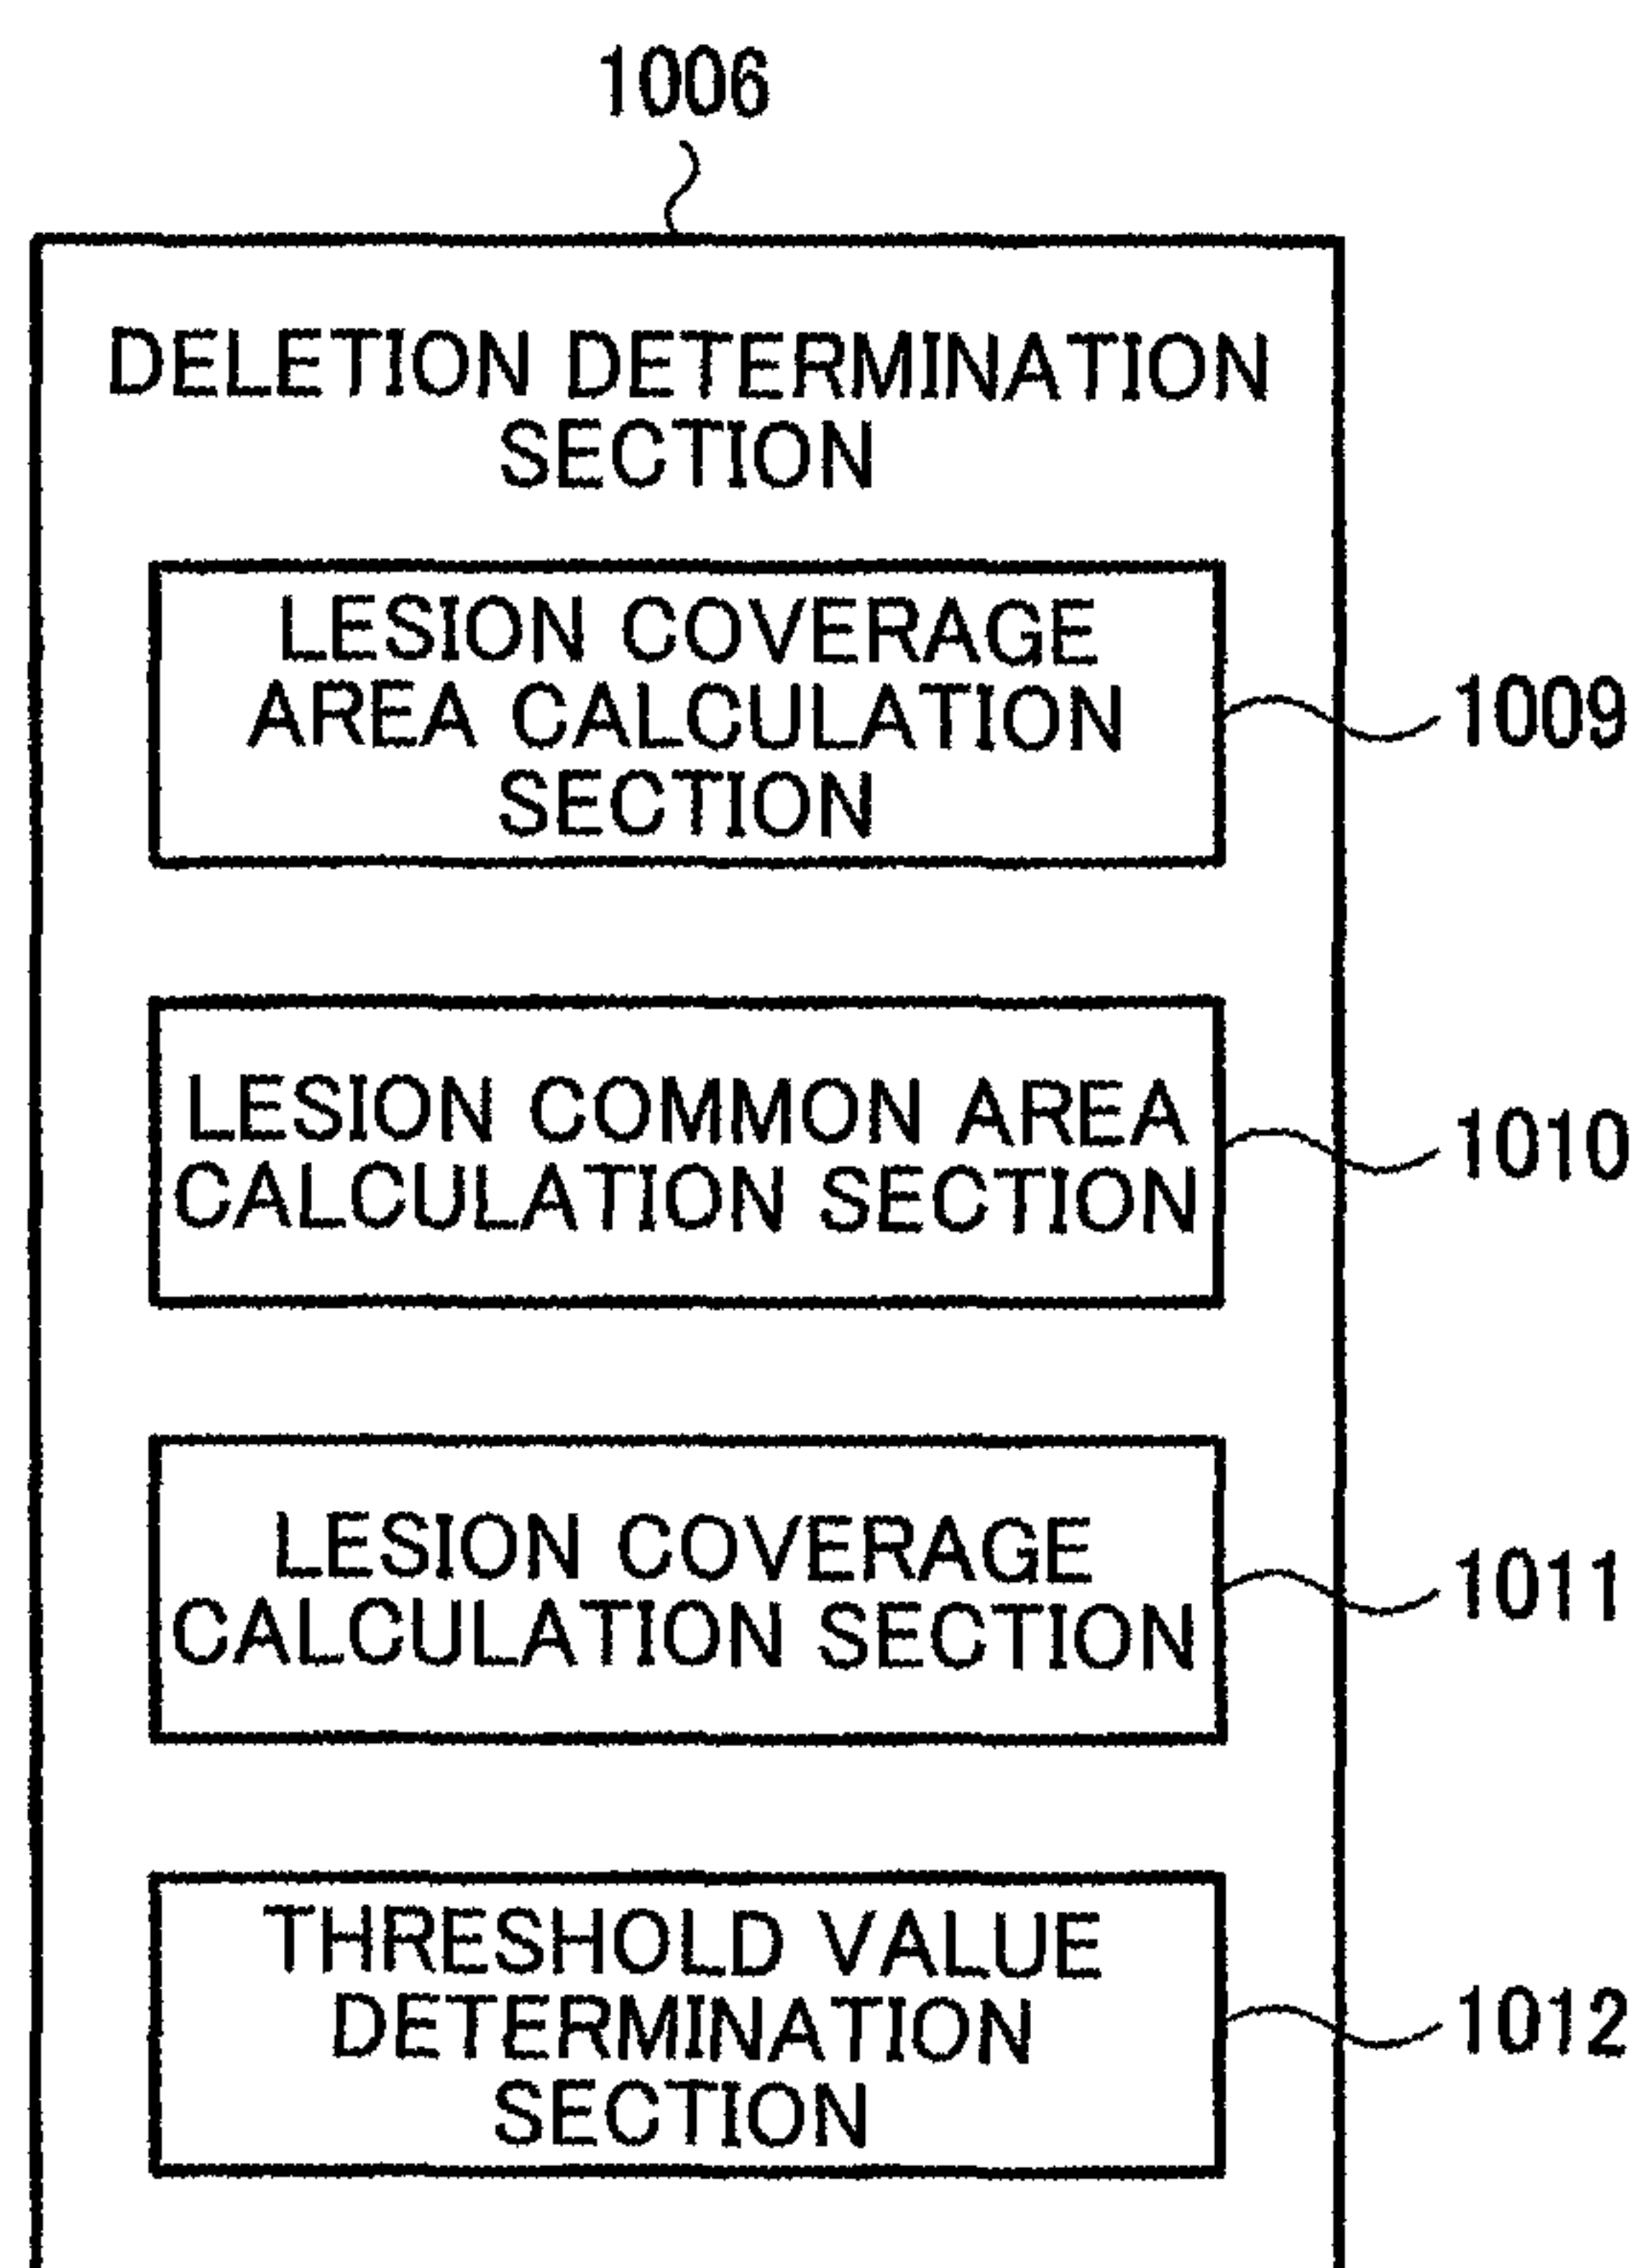 1006
DELETION DETERMINATION
SECTION
LESION COVERAGE
AREA CALCULATION
SECTION
1009
LESION COMMON AREA
CALCULATION SECTION
1010
LESION COVERAGE
CALCULATION SECTION
1011
THRESHOLD VALUE
DETERMINATION
SECTION
1012